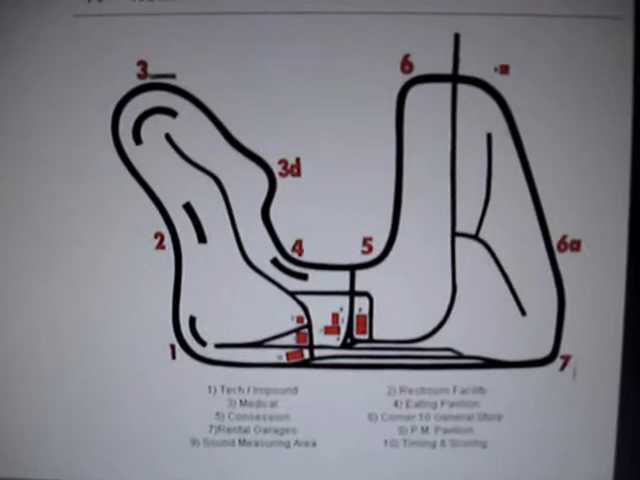 3
6
3d
2
4
5
6a
1
7
1) Tech / Impound 2) Restroom Facility
3) Medical 4) Eating Pavilion
5) Consession 6) Corner 10 General Store
7)Rental Garages 8) P.M. Pavilion
9) Sound Measuring Area 10) Timing & Scoring